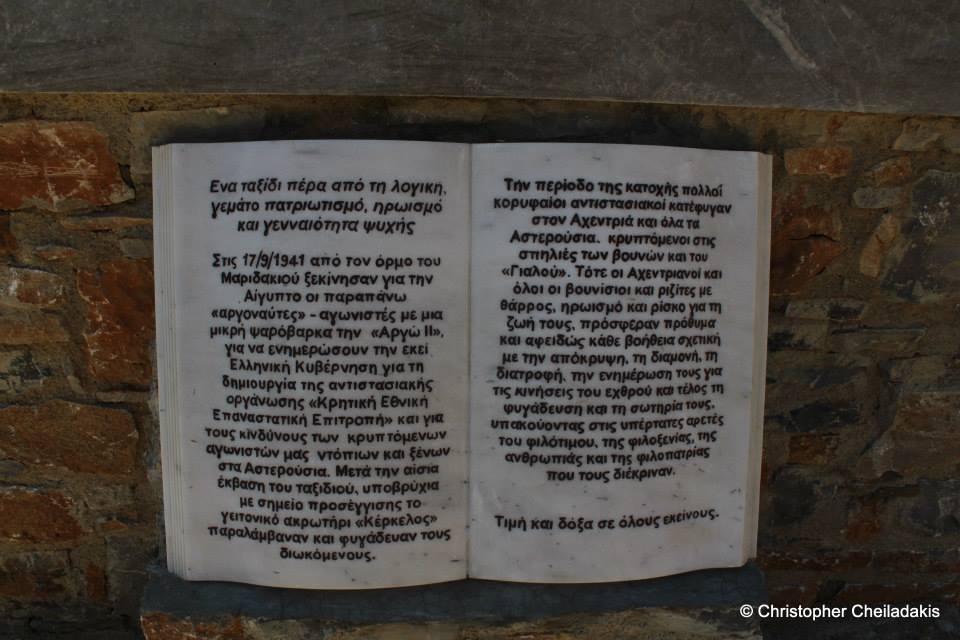 Ενα ταξίδι πέρα από τη λογική,
γεμάτο πατριωτισμό, ηρωισμό
και γενναιότητα ψυχής
Στις 17/9/1941 από τον όρμο του
Μαριδακιού ξεκίνησαν για την
Αίγυπτο οι παραπάνω
«αργοναύτες» - αγωνιστές με μια
μικρή ψαρόβαρκα την «Αργώ ΙΙ»,
για να ενημερώσουν την εκεί
Ελληνική Κυβέρνηση για τη
δημιουργία της αντιστασιακής
οργάνωσης «Κρητική Εθνική
Επαναστατική Επιτροπή» και για
τους κινδύνους των κρυπτόμενων
αγωνιστών μας ντόπιων και ξένων
στα Αστερούσια. Μετά την αίσια
έκβαση του ταξιδιού, υποβρύχια
με σημείο προσέγγισης το
γειτονικό ακρωτήρι «Κέρκελος»
παραλάμβαναν και φυγάδευαν τους
διωκόμενους.
Την περίοδο της κατοχής πολλοί
κορυφαίοι αντιστασιακοί κατέφυγαν
στον Αχεντριά και όλα τα
Αστερούσια, κρυπτόμενοι στις
σπηλιές των βουνών και του
«Γιαλού». Τότε οι Αχεντριανοί και
όλοι οι βουνίσιοι και ριζίτες με
θάρρος, ηρωισμό και ρίσκο για τη
ζωή τους, πρόσφεραν πρόθυμα
και αφειδώς κάθε βοήθεια σχετική
με την απόκρυψη, τη διαμονή, τη
διατροφή, την ενημέρωση τους για
τις κινήσεις του εχθρού και τέλος τη
φυγάδευση και τη σωτηρία τους,
υπακούοντας στις υπέρτατες αρετές
του φιλότιμου, της φιλοξενίας, της
ανθρωπιάς και της φιλοπατρίας
που τους διέκριναν.
Τιμή και δόξα σε όλους εκείνους.
© Christopher Cheiladakis